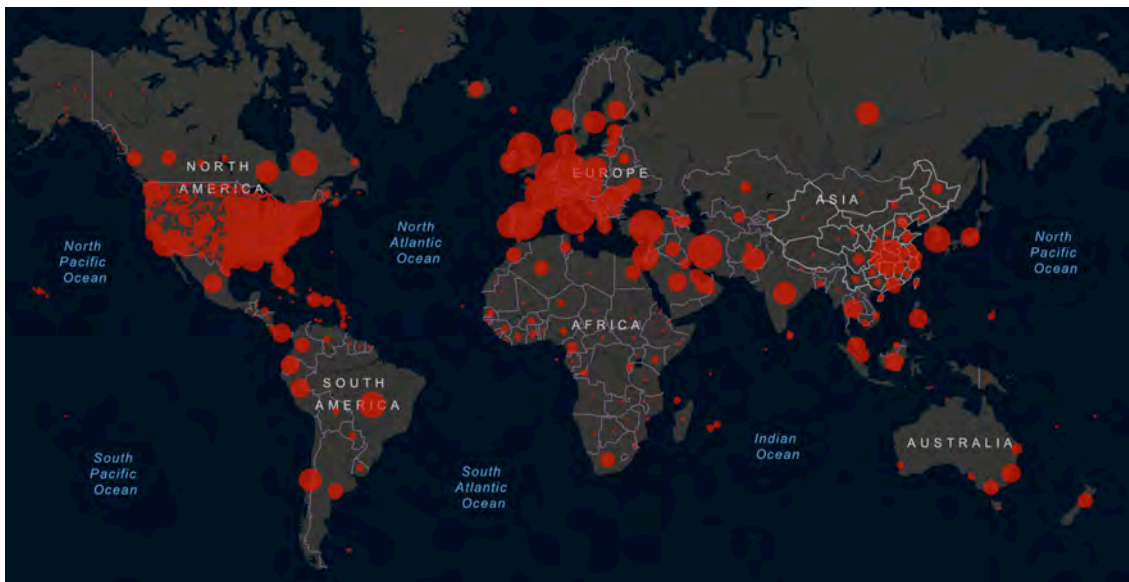 NORTH
AMERICA
EUROPE
ASIA
North
Pacific
Ocean
North
Atlantic
Ocean
North
Pacific
Ocean
AFRICA
SOUTH
AMERICA
South
Pacific
Ocean
South
Atlantic
Ocean
Indian
Ocean
AUSTRALIA